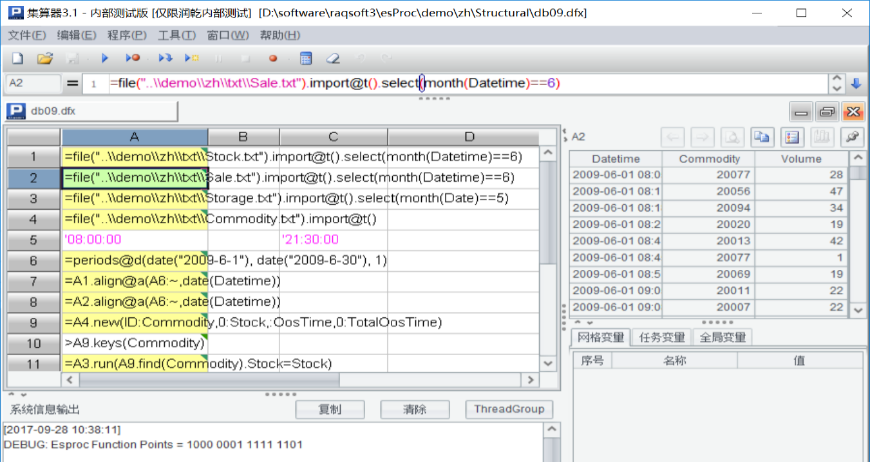 集算器3.1 - 内部测试版 [仅限润乾内部测试] [D:\software\raqsoft3\esProc\demo\zh\Structural\db09.dfx]
文件(F) 编辑(E) 程序(P) 工具(T) 窗口(W) 帮助(H)
A2 = 1 =file("..\\demo\\zh\\txt\\Sale.txt").import@t().select(month(Datetime)==6)
db09.dfx
A B C D
1 =file("..\\demo\\zh\\txt\\Stock.txt").import@t().select(month(Datetime)==6)
2 =file("..\\demo\\zh\\txt\\Sale.txt").import@t().select(month(Datetime)==6)
3 =file("..\\demo\\zh\\txt\\Storage.txt").import@t().select(month(Date)==5)
4 =file("..\\demo\\zh\\txt\\Commodity.txt").import@t()
5 '08:00:00 '21:30:00
6 =periods@d(date("2009-6-1"), date("2009-6-30"), 1)
7 =A1.align@a(A6:~,date(Datetime))
8 =A2.align@a(A6:~,date(Datetime))
9 =A4.new(ID:Commodity,0:Stock,:OosTime,0:TotalOosTime)
10 >A9.keys(Commodity)
11 =A3.run(A9.find(Commodity).Stock=Stock)
A2
Datetime Commodity Volume
2009-06-01 08:0 20077 28
2009-06-01 08:1 20056 47
2009-06-01 08:1 20094 34
2009-06-01 08:2 20020 19
2009-06-01 08:4 20013 42
2009-06-01 08:4 20077 1
2009-06-01 08:5 20069 19
2009-06-01 09:0 20011 22
2009-06-01 09:0 20007 22
网格变量 任务变量 全局变量
序号 名称 值
系统信息输出 复制 清除 ThreadGroup
[2017-09-28 10:38:11]
DEBUG: Esproc Function Points = 1000 0001 1111 1101